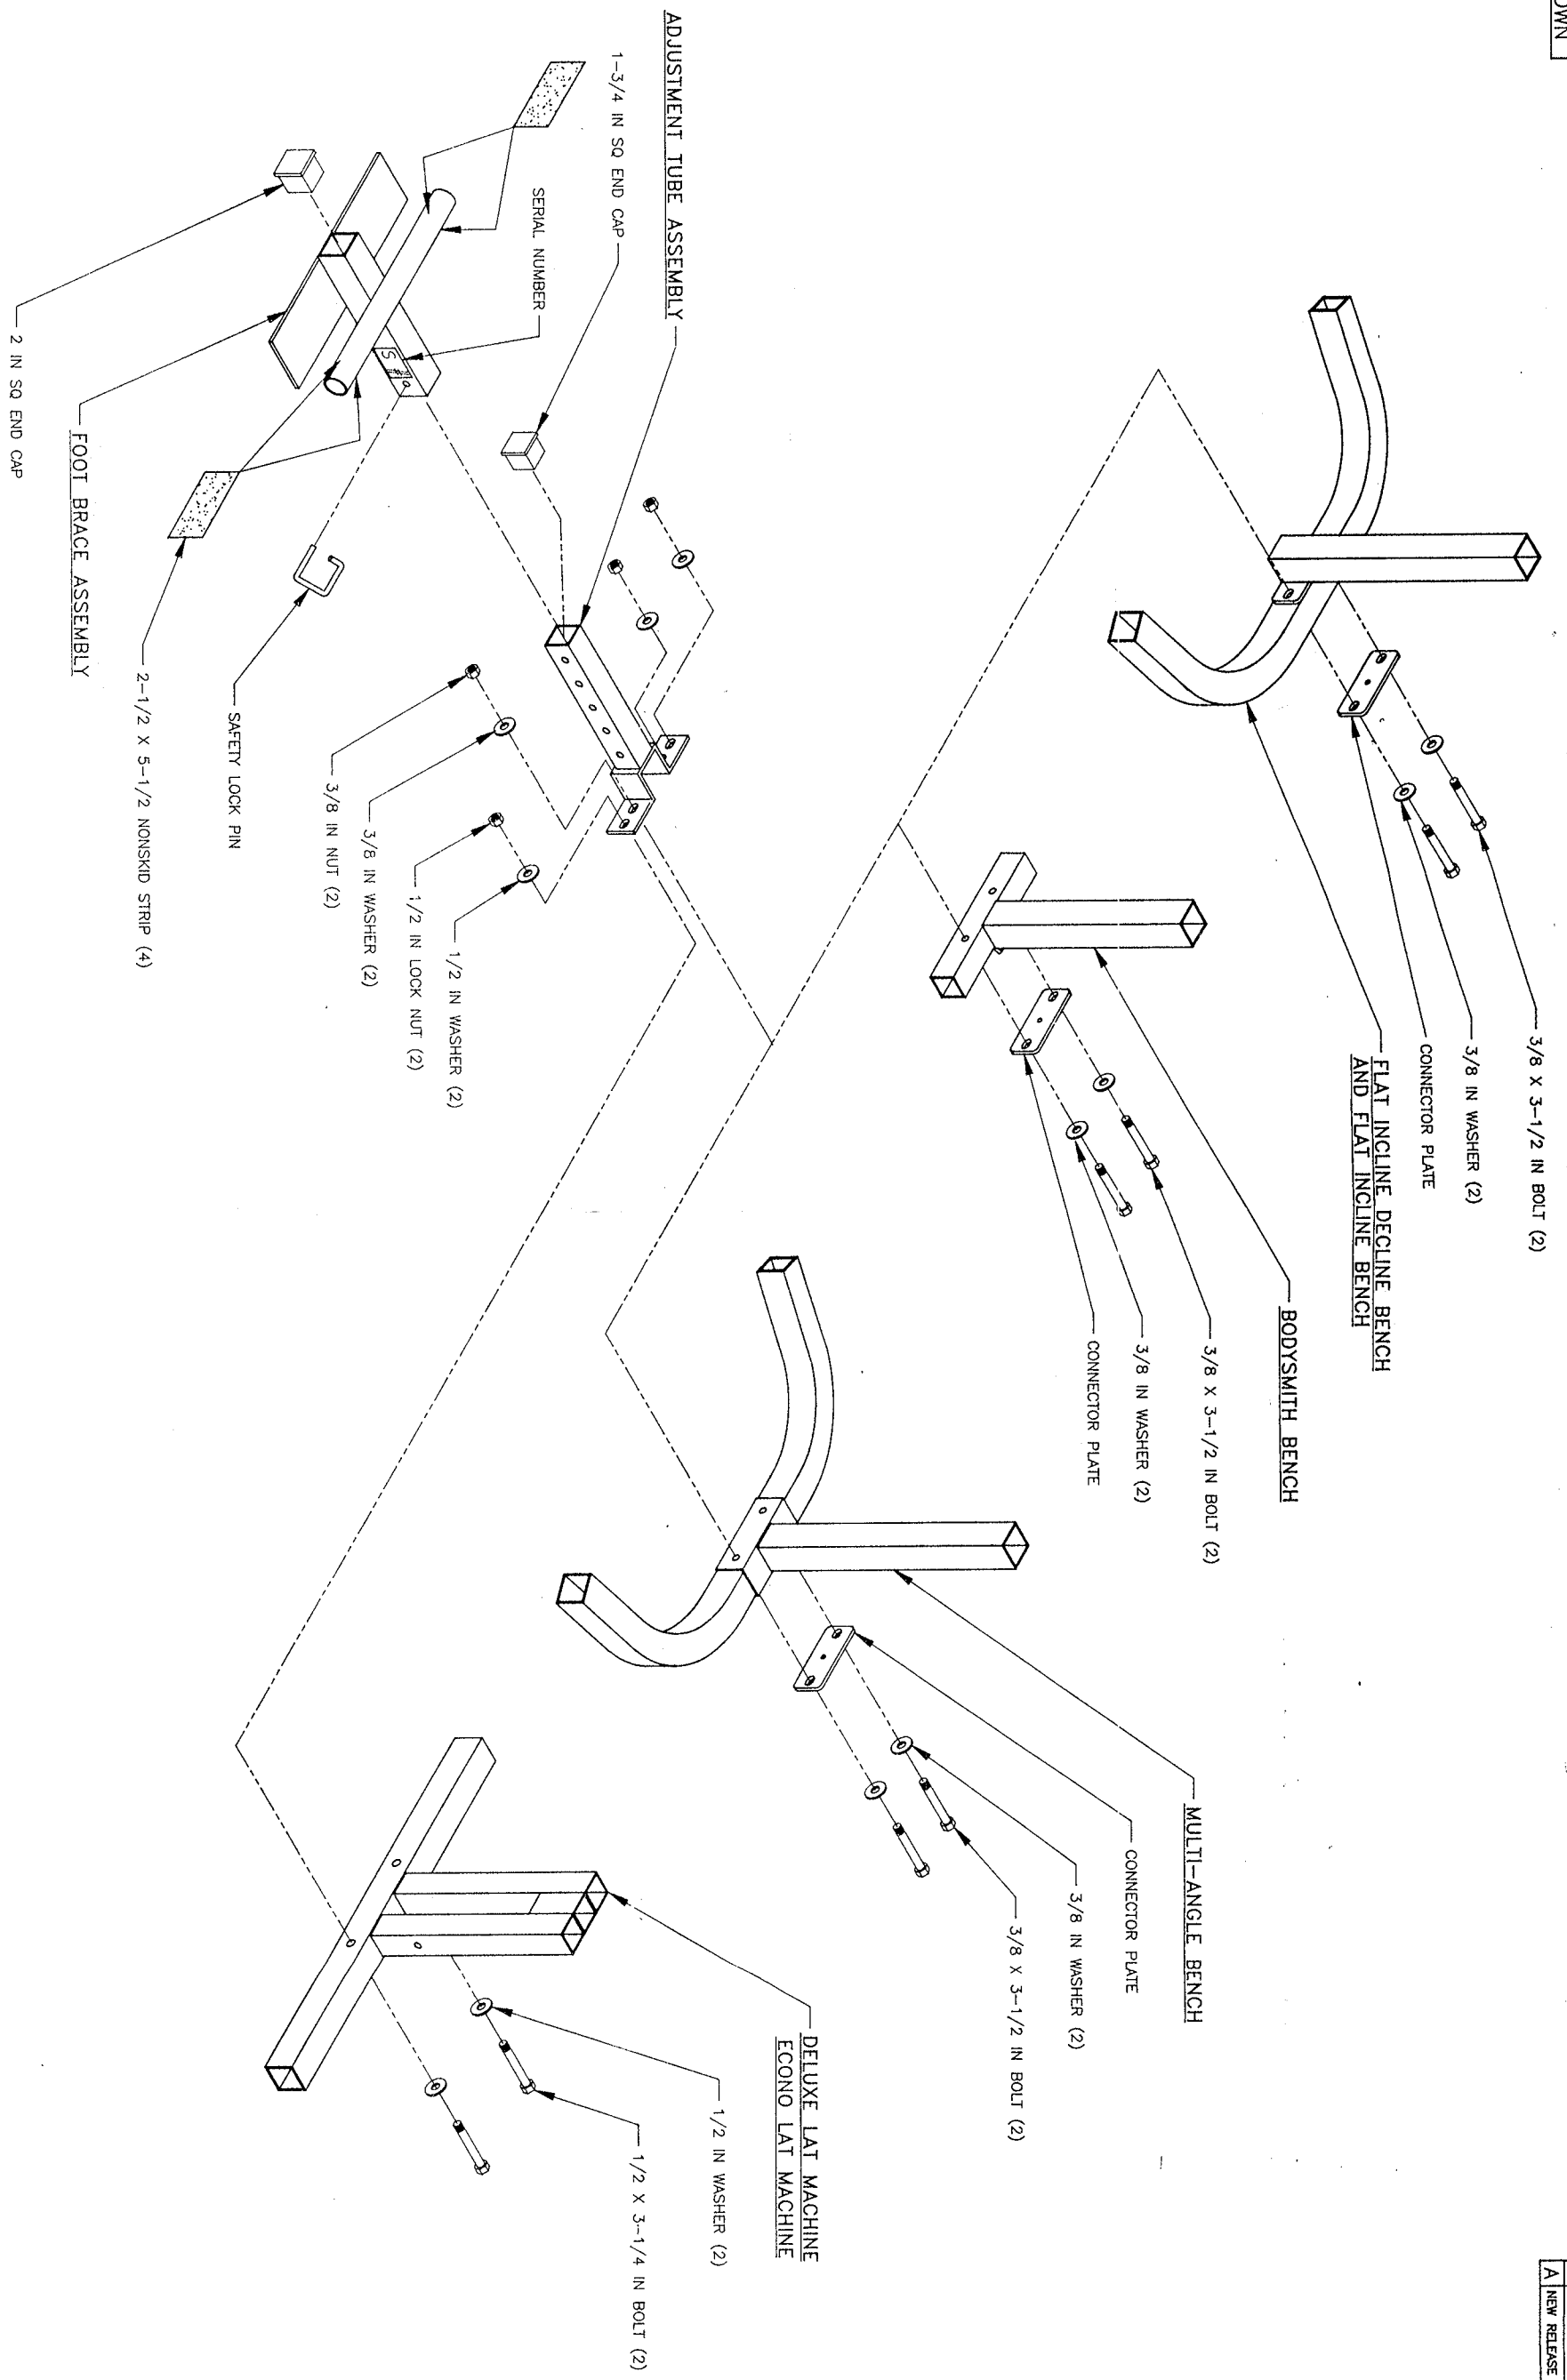 OWN
A NEW RELEASE
3/8 X 3-1/2 IN BOLT (2)
3/8 IN WASHER (2)
CONNECTOR PLATE
FLAT INCLINE DECLINE BENCH
AND FLAT INCLINE BENCH
BODYSMITH BENCH
3/8 X 3-1/2 IN BOLT (2)
3/8 IN WASHER (2)
CONNECTOR PLATE
MULTI-ANGLE BENCH
CONNECTOR PLATE
3/8 IN WASHER (2)
3/8 X 3-1/2 IN BOLT (2)
DELUXE LAT MACHINE
ECONO LAT MACHINE
1/2 IN WASHER (2)
1/2 X 3-1/4 IN BOLT (2)
ADJUSTMENT TUBE ASSEMBLY
1-3/4 IN SQ END CAP
SERIAL NUMBER
S#
1/2 IN WASHER (2)
1/2 IN LOCK NUT (2)
3/8 IN WASHER (2)
3/8 IN NUT (2)
SAFETY LOCK PIN
2-1/2 X 5-1/2 NONSKID STRIP (4)
FOOT BRACE ASSEMBLY
2 IN SQ END CAP